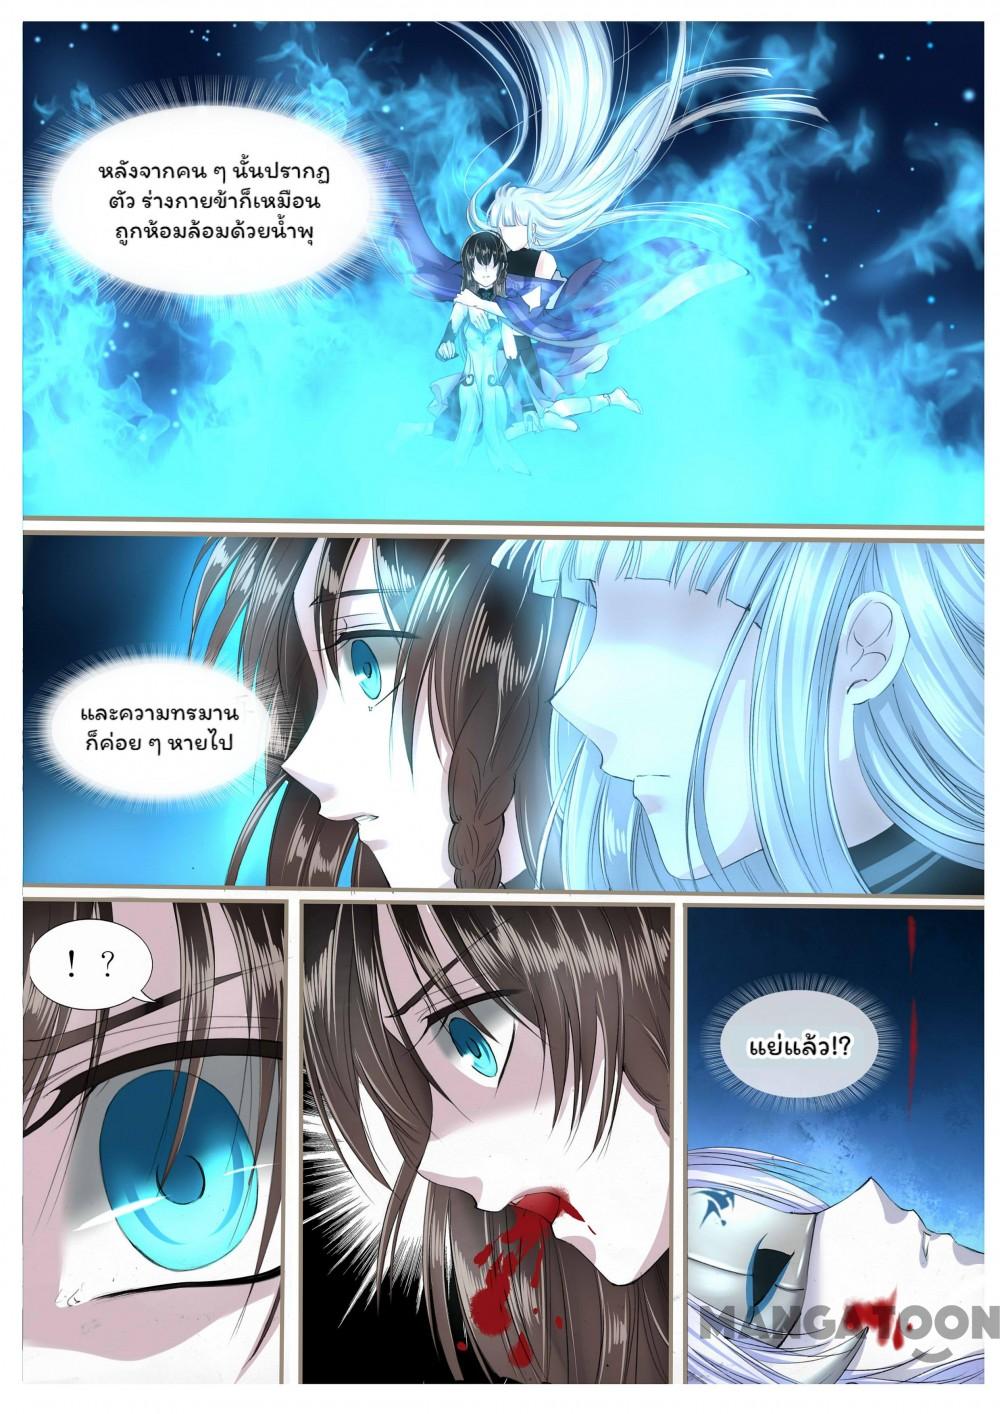 หลังจากคน ๆ นั้นปรากฏ
ตัว ร่างกายข้าก็เหมือน
ถูกห้อมล้อมด้วยน้ำพุ
และความทรมาน
ก็ค่อย ๆ หายไป
! ?
แย่แล้ว!?
MANGATOON